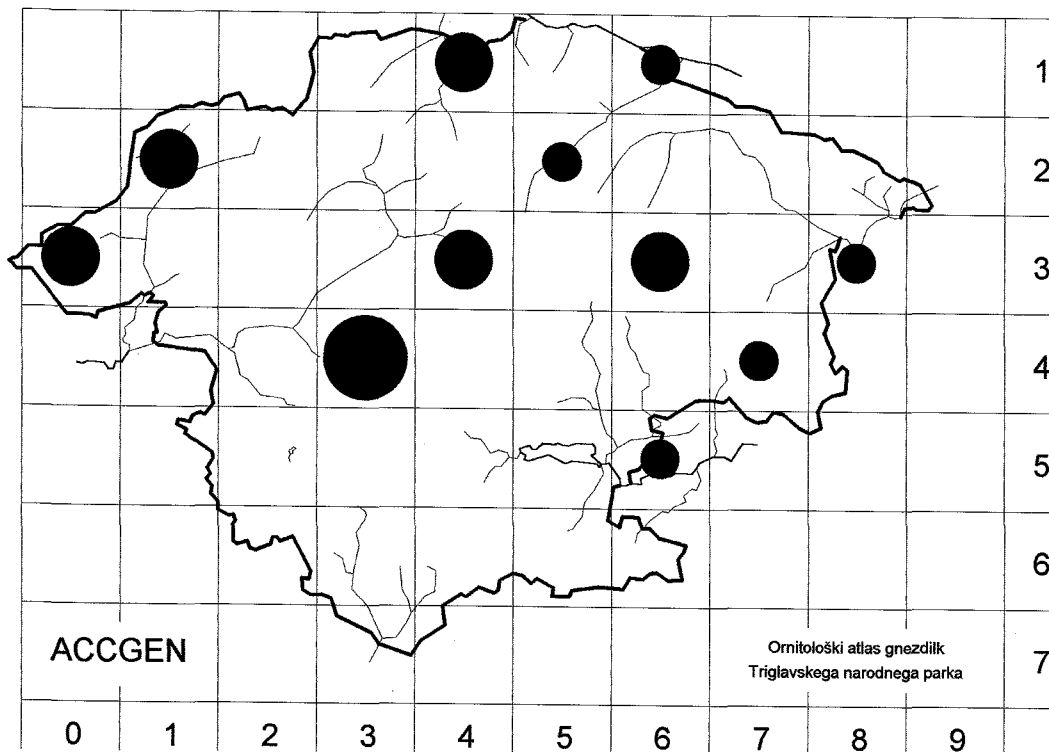 1
2
3
4
5
6
7
ACCGEN
Ornitološki atlas gnezdilk
Triglavskega narodnega parka
0 1 2 3 4 5 6 7 8 9